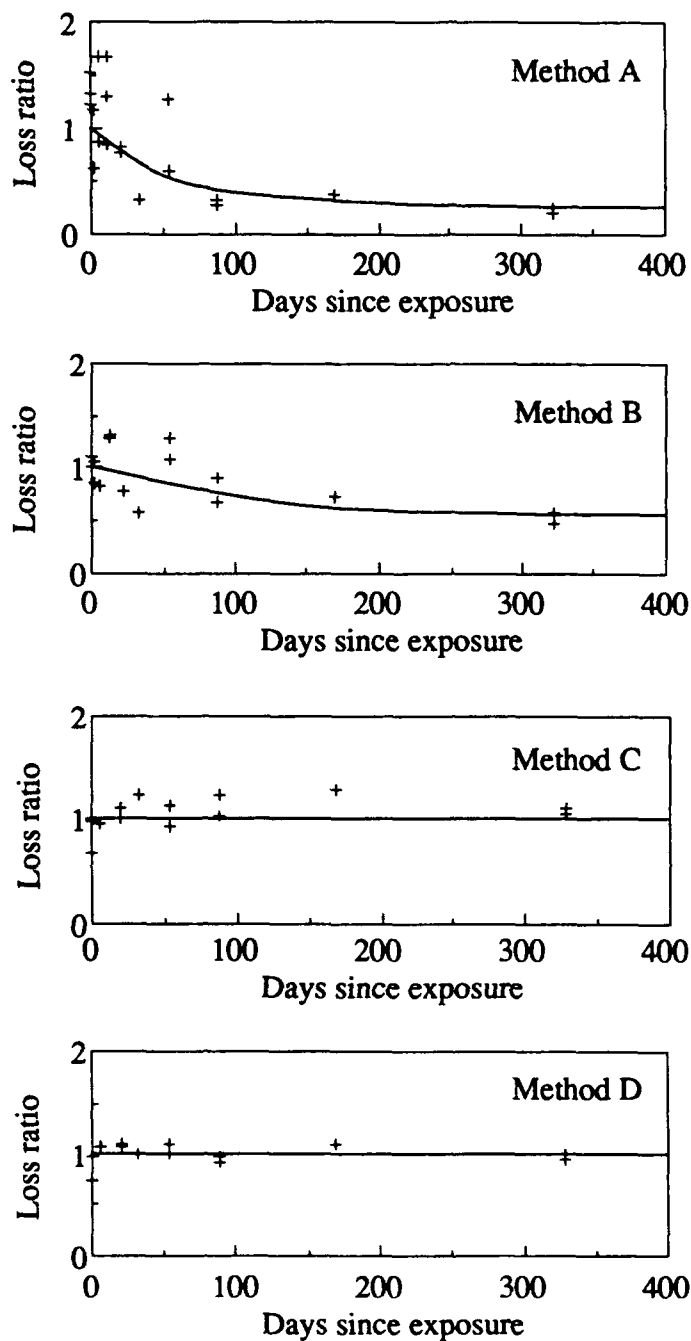 2
Method A
Loss ratio
1
0
0 100 200 300 400
Days since exposure
2
Method B
Loss ratio
1
0
0 100 200 300 400
Days since exposure
2
Method C
Loss ratio
1
0
0 100 200 300 400
Days since exposure
2
Method D
Loss ratio
1
0
0 100 200 300 400
Days since exposure